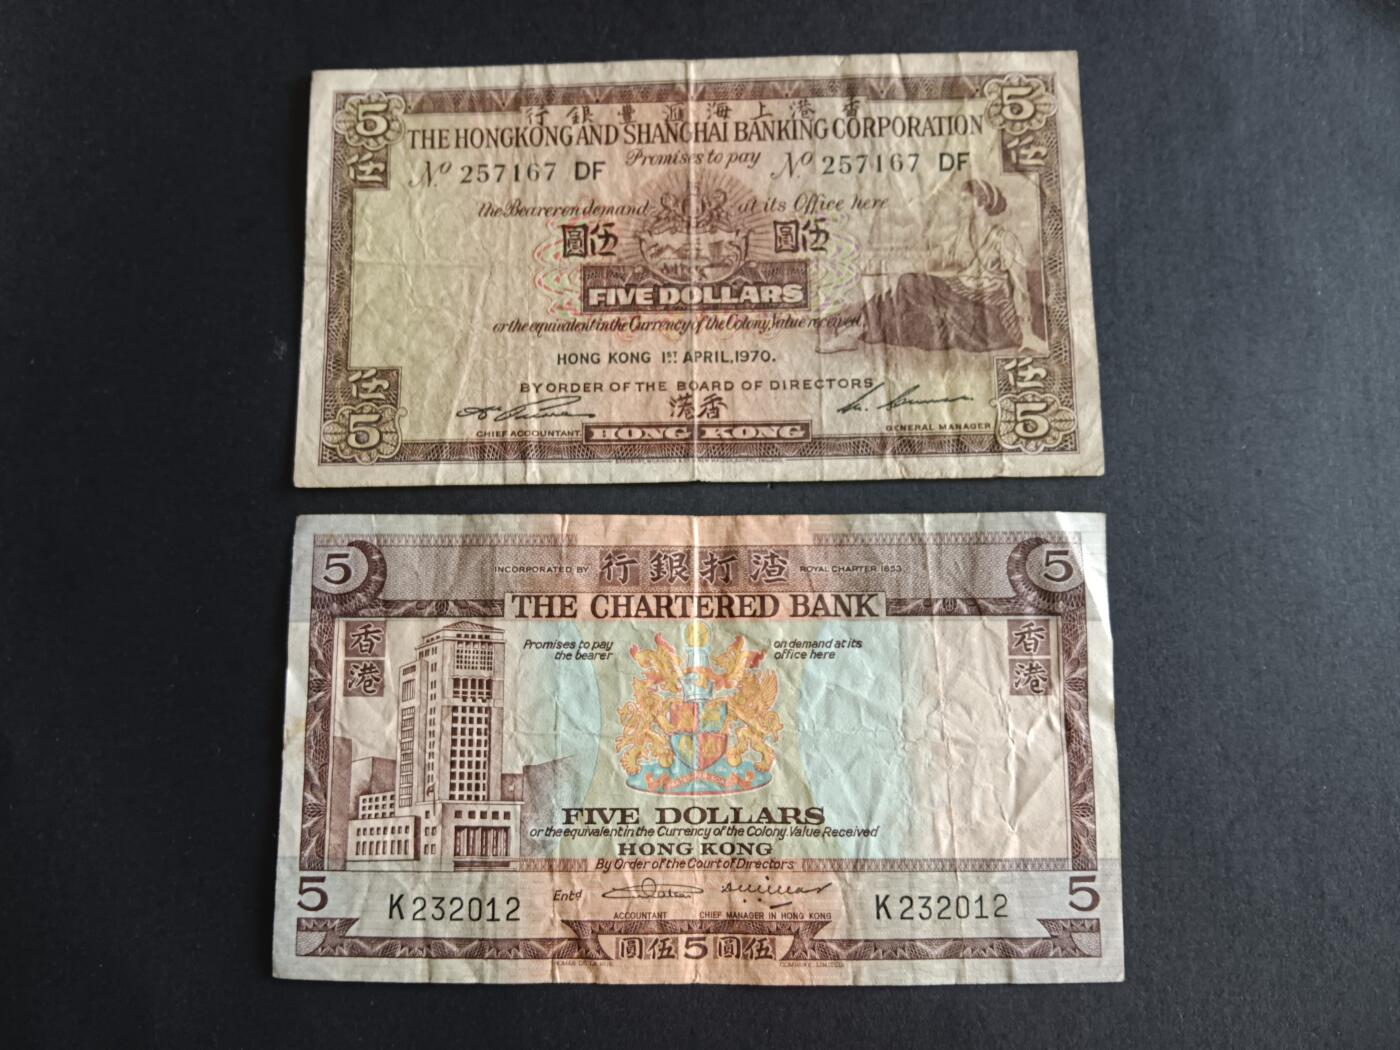 5 行銀豐滙海上港香 5
THE HONGKONG AND SHANGHAI BANKING CORPORATION
伍 伍
Promises to pay
No 257167 DF No 257167 DF
the Bearer on demand at its Office here
圓伍 圓伍
FIVE DOLLARS
or the equivalent in the Currency of the Colony, Value received.
HONG KONG 1ST APRIL, 1970.
BY ORDER OF THE BOARD OF DIRECTORS
伍 港香 伍
CHIEF ACCOUNTANT GENERAL MANAGER
5 HONG KONG 5
5 INCORPORATED BY 行銀打渣 ROYAL CHARTER 1853 5
THE CHARTERED BANK
香港 香港
Promises to pay on demand at its
the bearer office here
FIVE DOLLARS
or the equivalent in the Currency of the Colony. Value Received
HONG KONG
By Order of the Court of Directors
5 5
K232012 Entd K232012
ACCOUNTANT CHIEF MANAGER IN HONG KONG
圓伍 5 圓伍